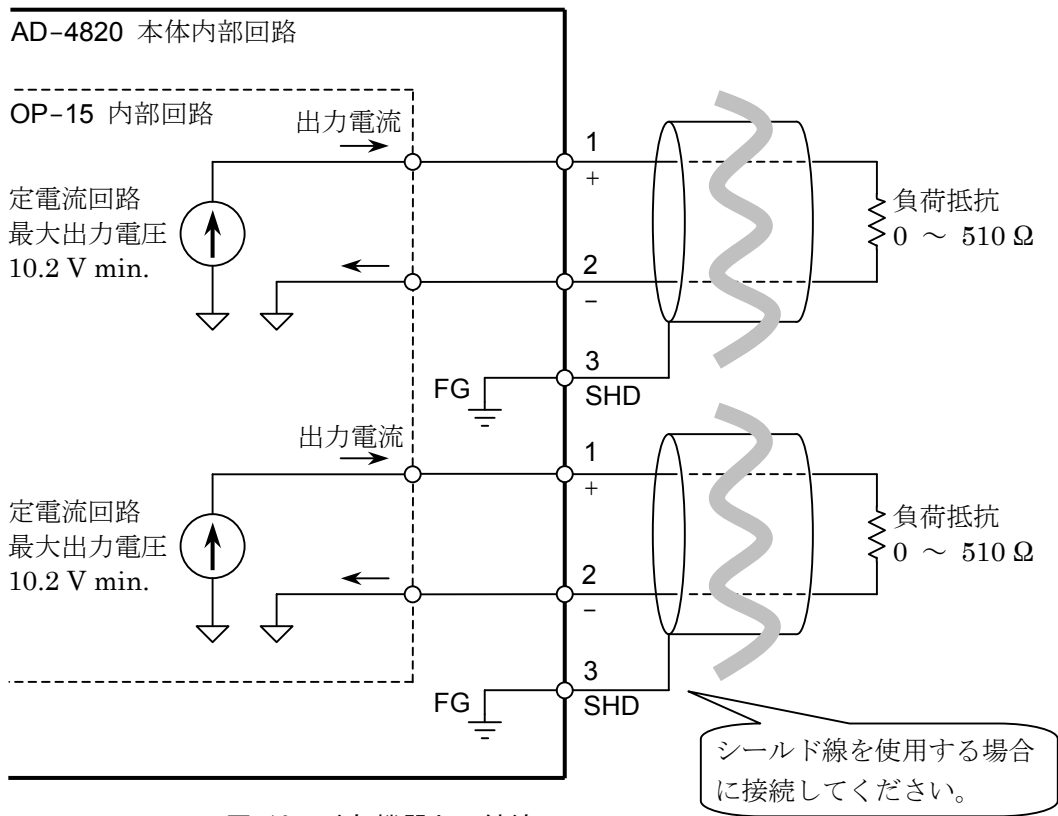 AD-4820 本体内部回路
OP-15 内部回路
出力電流
定電流回路
最大出力電圧
10.2 V min.
1
+
2
-
3
SHD
FG
負荷抵抗
0 ～ 510 Ω
出力電流
定電流回路
最大出力電圧
10.2 V min.
1
+
2
-
3
SHD
FG
負荷抵抗
0 ～ 510 Ω
シールド線を使用する場合
に接続してください。